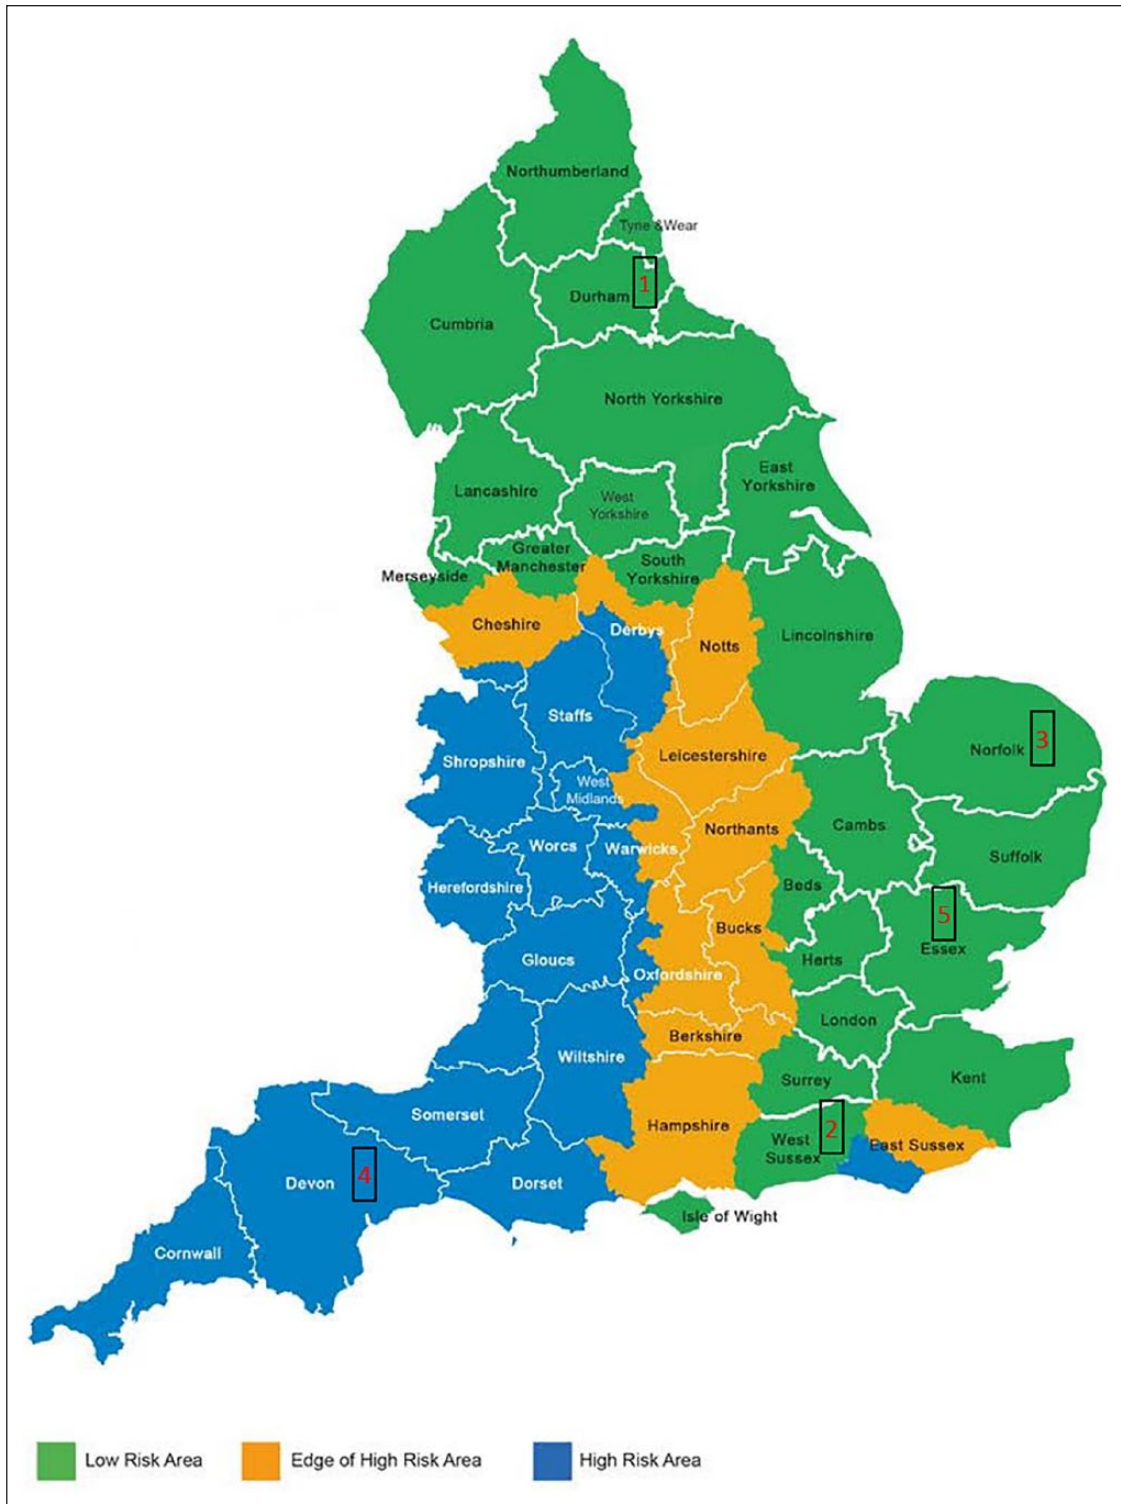 Northumberland
Tyne &Wear
1
Durham
Cumbria
North Yorkshire
East
Yorkshire
Lancashire
West
Yorkshire
Greater
Manchester
South
Yorkshire
Merseyside
Cheshire
Derbys
Notts
Lincolnshire
Staffs
Leicestershire
Norfolk
3
Shropshire
West
Midlands
Northants
Cambs
Worcs
Warwicks
Suffolk
Herefordshire
Beds
5
Bucks
Essex
Gloucs
Oxfordshire
Herts
London
Berkshire
Wiltshire
Surrey
Kent
Somerset
Hampshire
2
West
Sussex
East Sussex
Devon
4
Dorset
Isle of Wight
Cornwall
Low Risk Area
Edge of High Risk Area
High Risk Area